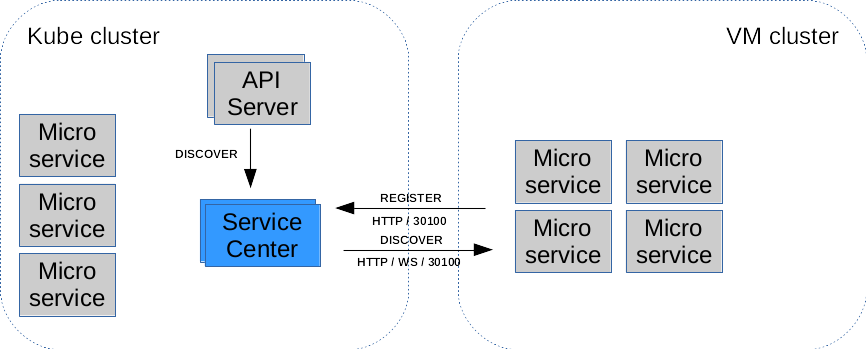 Kube cluster
VM cluster
API
Server
Micro
service
DISCOVER
Micro
service
Micro
service
Service
Center
REGISTER
HTTP / 30100
DISCOVER
HTTP / WS / 30100
Micro
service
Micro
service
Micro
service
Micro
service